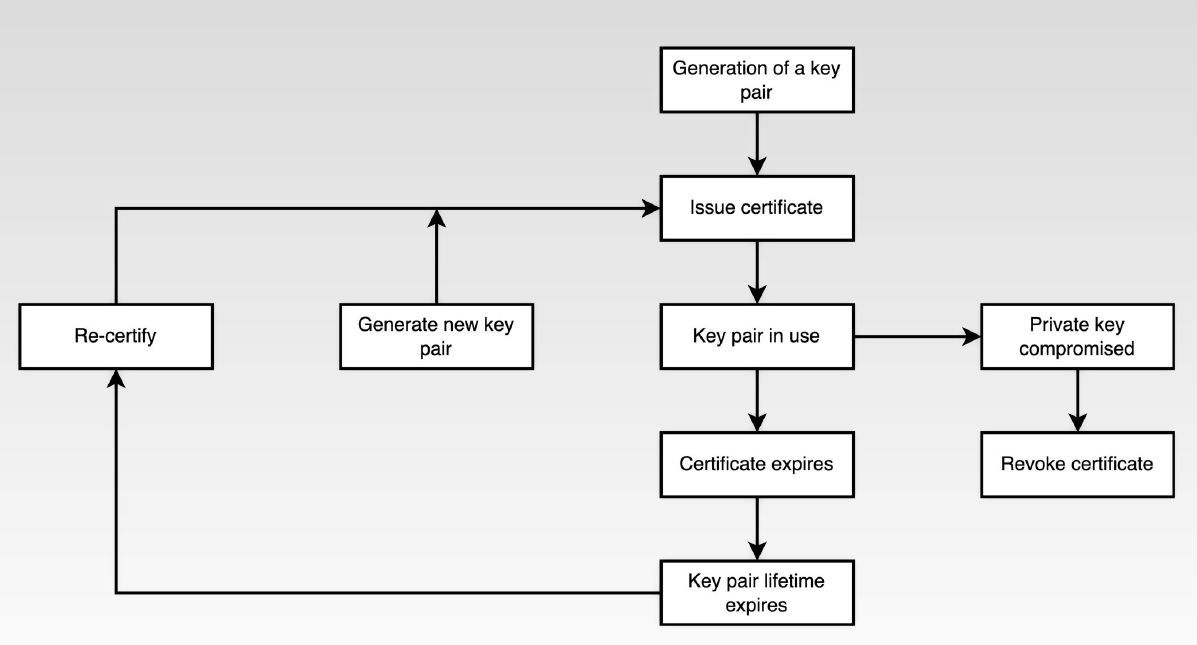 Generation of a key
pair
Issue certificate
Re-certify
Generate new key
pair
Key pair in use
Private key
compromised
Certificate expires
Revoke certificate
Key pair lifetime
expires